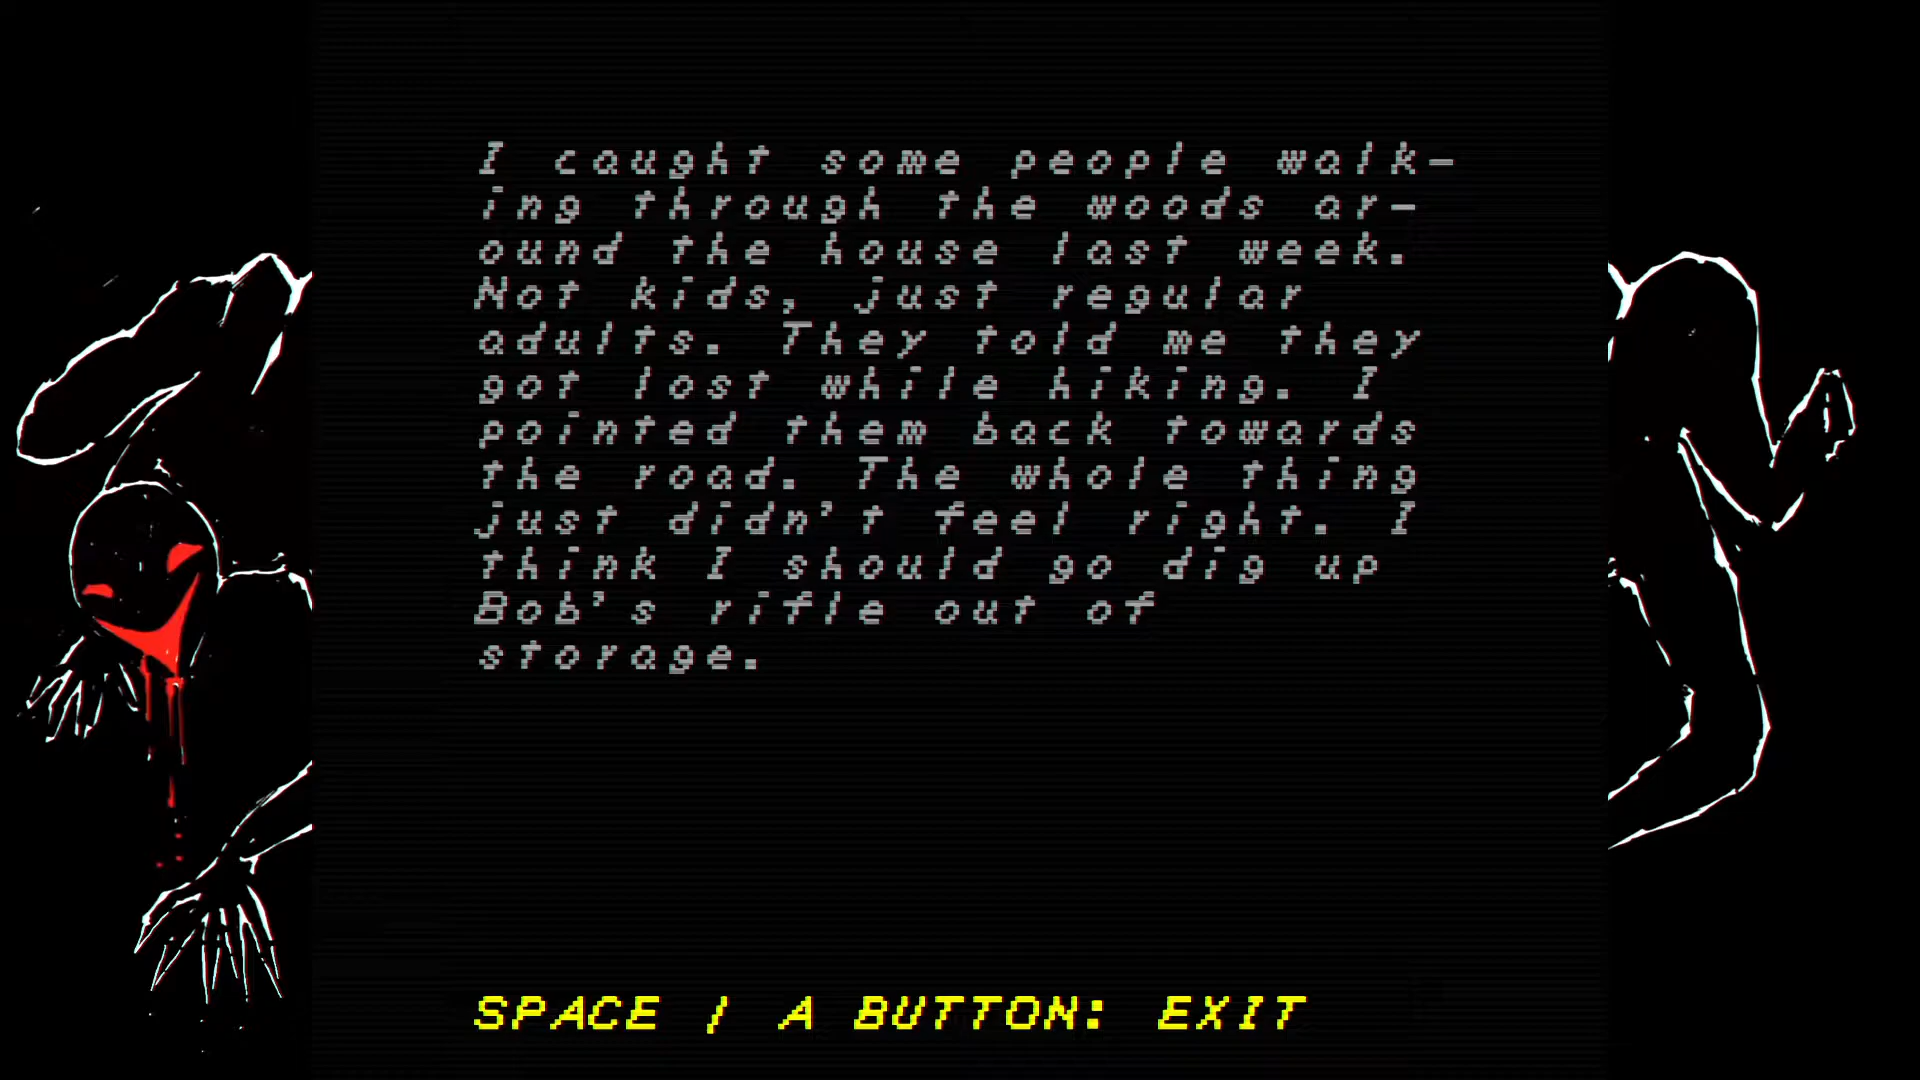 I caught some people walk-
ing through the woods ar-
ound the house last week.
Not kids, just regular
adults. They told me they
got lost while hiking. I
pointed them back towards
the road. The whole thing
just didn't feel right. I
think I should go dig up
Bob's rifle out of
storage.
SPACE / A BUTTON: EXIT